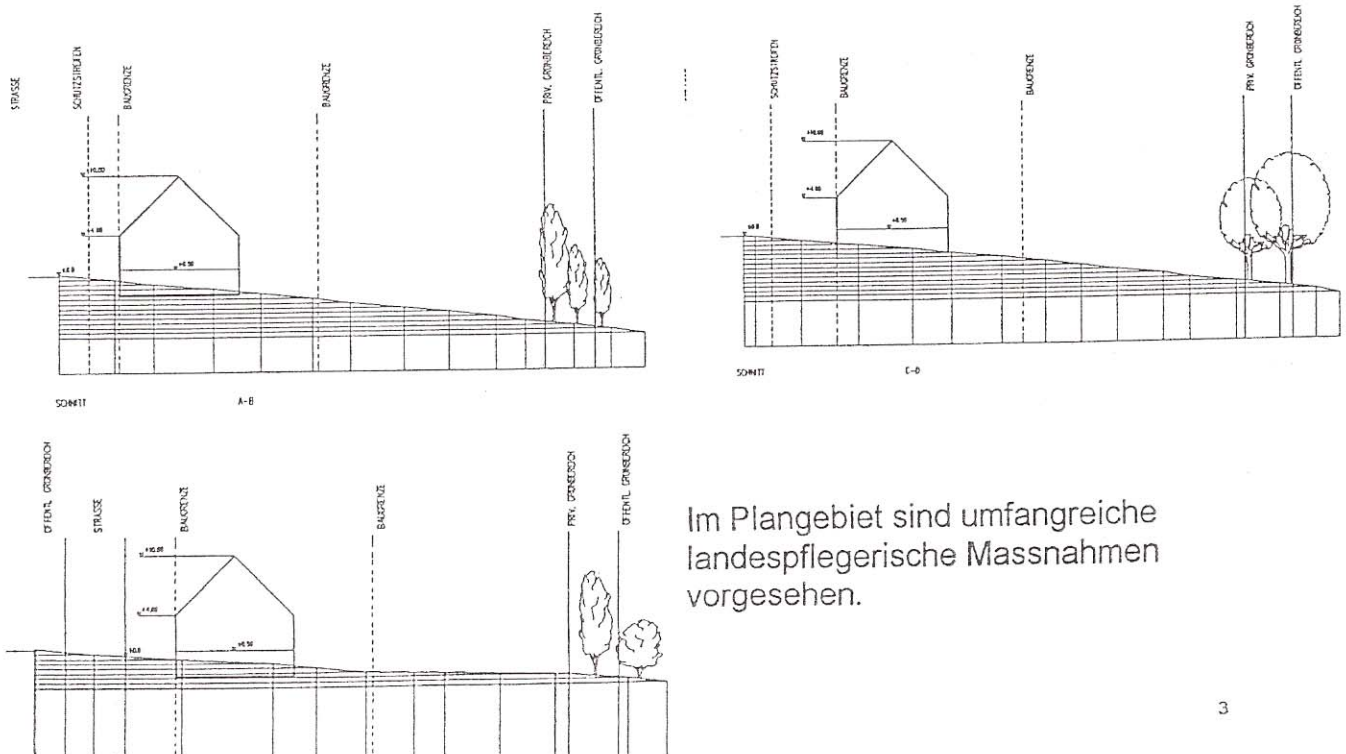 STRASSE
SCHUTZSTREIFEN
BAUGRENZE
BAUGRENZE
PRIV. GRÜNBEREICH
ÖFFENTL. GRÜNBEREICH
SCHNITT
A-B
SCHUTZSTREIFEN
BAUGRENZE
BAUGRENZE
PRIV. GRÜNBEREICH
ÖFFENTL. GRÜNBEREICH
SCHNITT
C-D
ÖFFENTL. GRÜNBEREICH
STRASSE
BAUGRENZE
BAUGRENZE
PRIV. GRÜNBEREICH
ÖFFENTL. GRÜNBEREICH
Im Plangebiet sind umfangreiche
landespflegerische Massnahmen
vorgesehen.
3